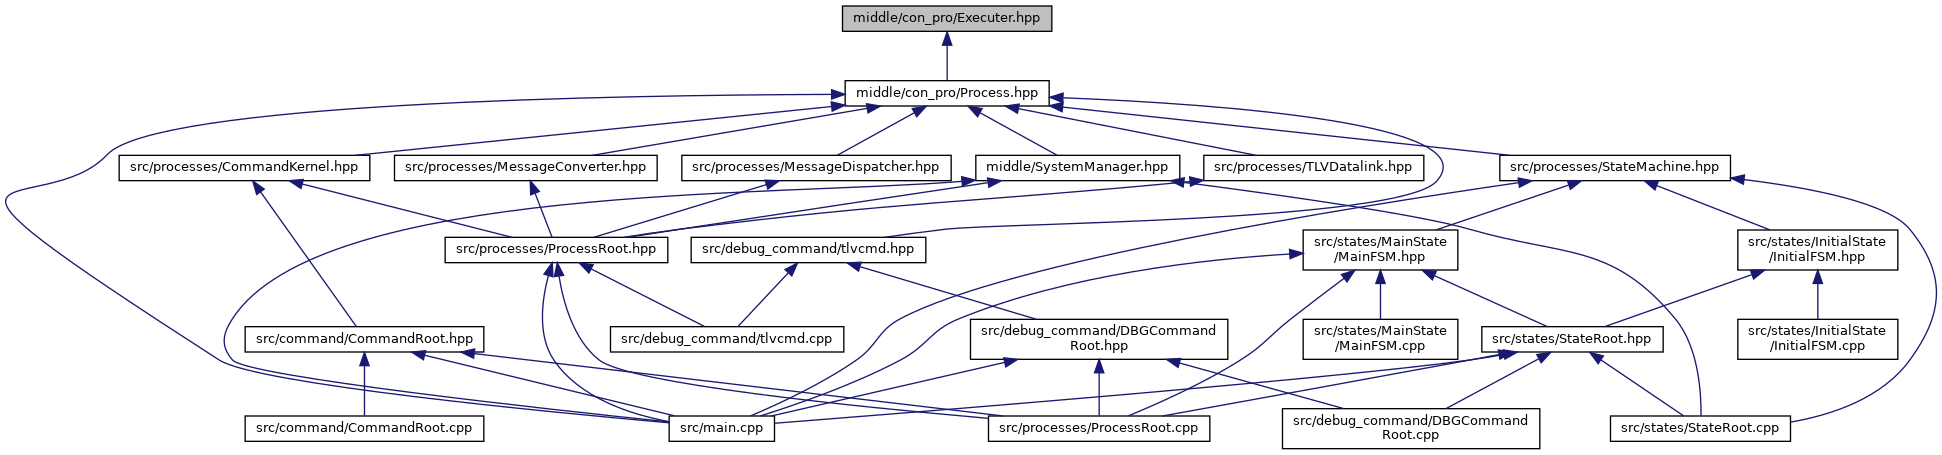 middle/con_pro/Executer.hpp
middle/con_pro/Process.hpp
src/processes/CommandKernel.hpp
src/processes/MessageConverter.hpp
src/processes/MessageDispatcher.hpp
middle/SystemManager.hpp
src/processes/TLVDatalink.hpp
src/processes/StateMachine.hpp
src/processes/ProcessRoot.hpp
src/debug_command/tlvcmd.hpp
src/states/MainState
/MainFSM.hpp
src/states/InitialState
/InitialFSM.hpp
src/command/CommandRoot.hpp
src/debug_command/tlvcmd.cpp
src/debug_command/DBGCommand
Root.hpp
src/states/MainState
/MainFSM.cpp
src/states/StateRoot.hpp
src/states/InitialState
/InitialFSM.cpp
src/command/CommandRoot.cpp
src/main.cpp
src/processes/ProcessRoot.cpp
src/debug_command/DBGCommand
Root.cpp
src/states/StateRoot.cpp